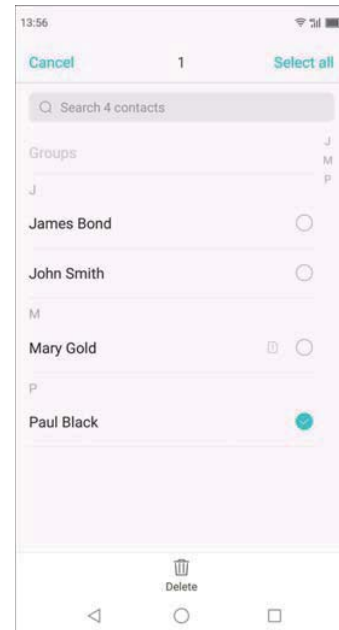 13:56
Cancel 1 Select all
Search 4 contacts
Groups
J
M
P
J
James Bond
John Smith
M
Mary Gold
P
Paul Black
Delete